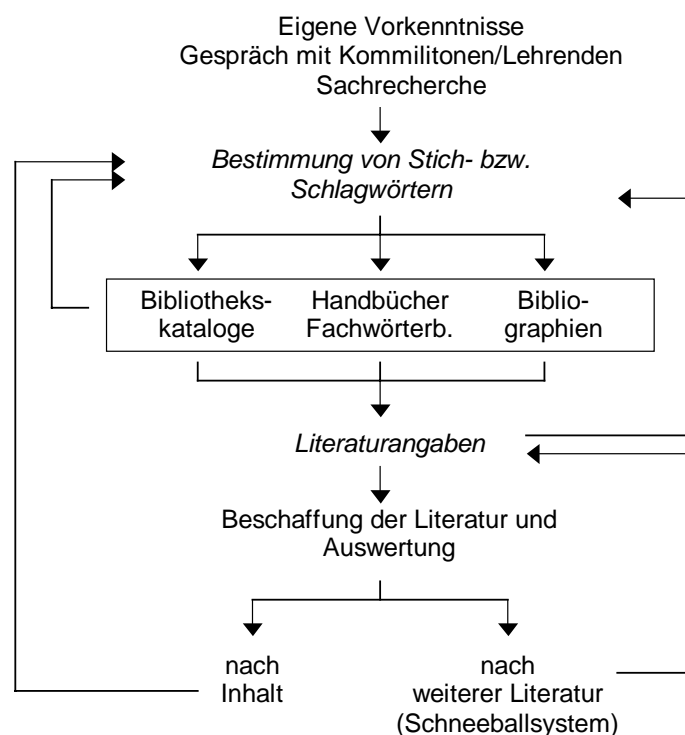 Eigene Vorkenntnisse
Gespräch mit Kommilitonen/Lehrenden
Sachrecherche
Bestimmung von Stich- bzw.
Schlagwörtern
Bibliotheks-
kataloge
Handbücher
Fachwörterb.
Biblio-
graphien
Literaturangaben
Beschaffung der Literatur und
Auswertung
nach
Inhalt
nach
weiterer Literatur
(Schneeballsystem)